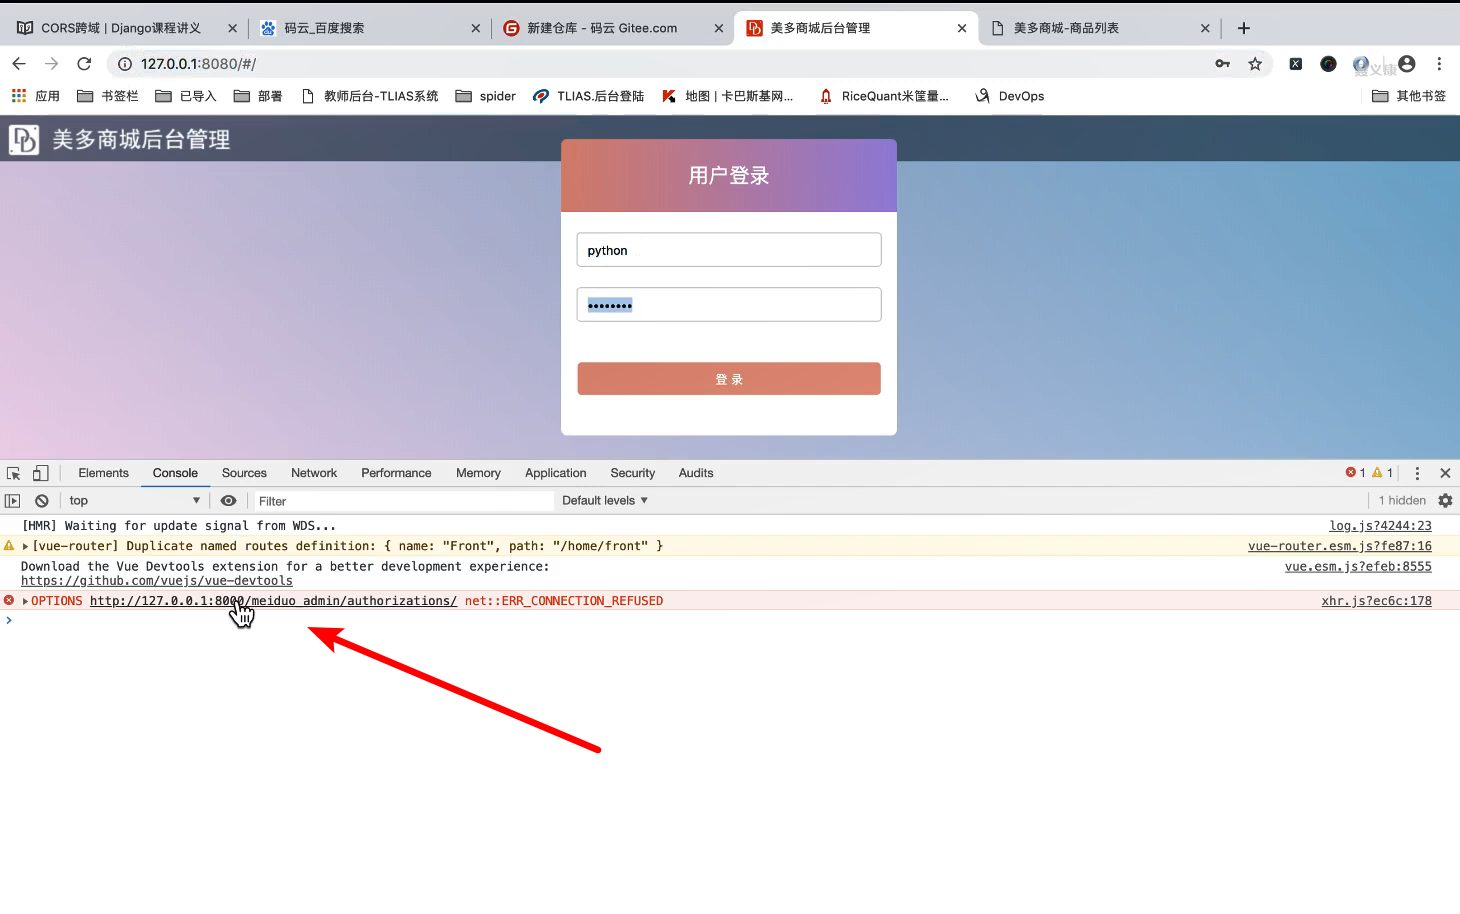 CORS跨域 | Django课程讲义
码云_百度搜索
新建仓库 - 码云 Gitee.com
美多商城后台管理
美多商城-商品列表
127.0.0.1:8080/#/
应用
书签栏
已导入
部署
教师后台-TLIAS系统
spider
TLIAS.后台登陆
地图 | 卡巴斯基网...
RiceQuant米筐量...
DevOps
其他书签
美多商城后台管理
用户登录
python
••••••••
登 录
Elements Console Sources Network Performance Memory Application Security Audits 1 1
top Filter Default levels 1 hidden
[HMR] Waiting for update signal from WDS... log.js?4244:23
[vue-router] Duplicate named routes definition: { name: "Front", path: "/home/front" } vue-router.esm.js?fe87:16
Download the Vue Devtools extension for a better development experience: vue.esm.js?efeb:8555
https://github.com/vuejs/vue-devtools
OPTIONS http://127.0.0.1:8000/meiduo_admin/authorizations/ net::ERR_CONNECTION_REFUSED xhr.js?ec6c:178